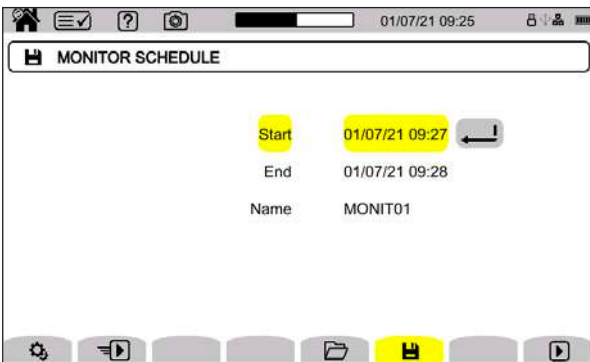 01/07/21 09:25
MONITOR SCHEDULE
Start 01/07/21 09:27
End 01/07/21 09:28
Name MONIT01